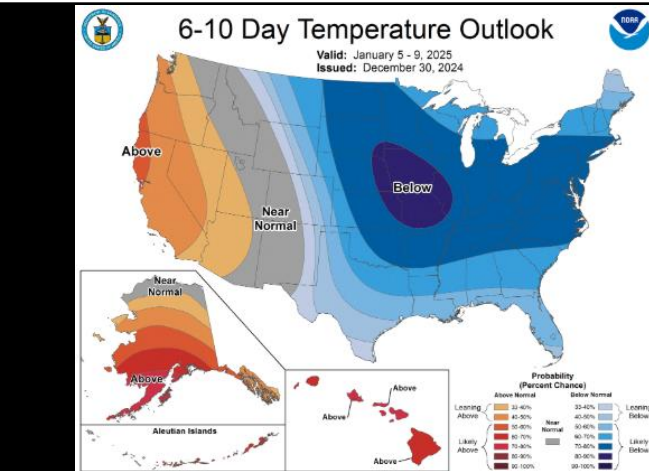 6-10 Day Temperature Outlook
NOAA
Valid: January 5 - 9, 2025
Issued: December 30, 2024
Above
Near
Normal
Below
Near
Normal
Above
Aleutian Islands
Above
Above
Above
Probability
(Percent Chance)
Above Normal
Below Normal
Leaning
Above
33-40%
40-50%
50-60%
Likely
Above
60-70%
70-80%
80-90%
90-100%
Near
Normal
33-40%
40-50%
50-60%
Leaning
Below
60-70%
70-80%
80-90%
90-100%
Likely
Below